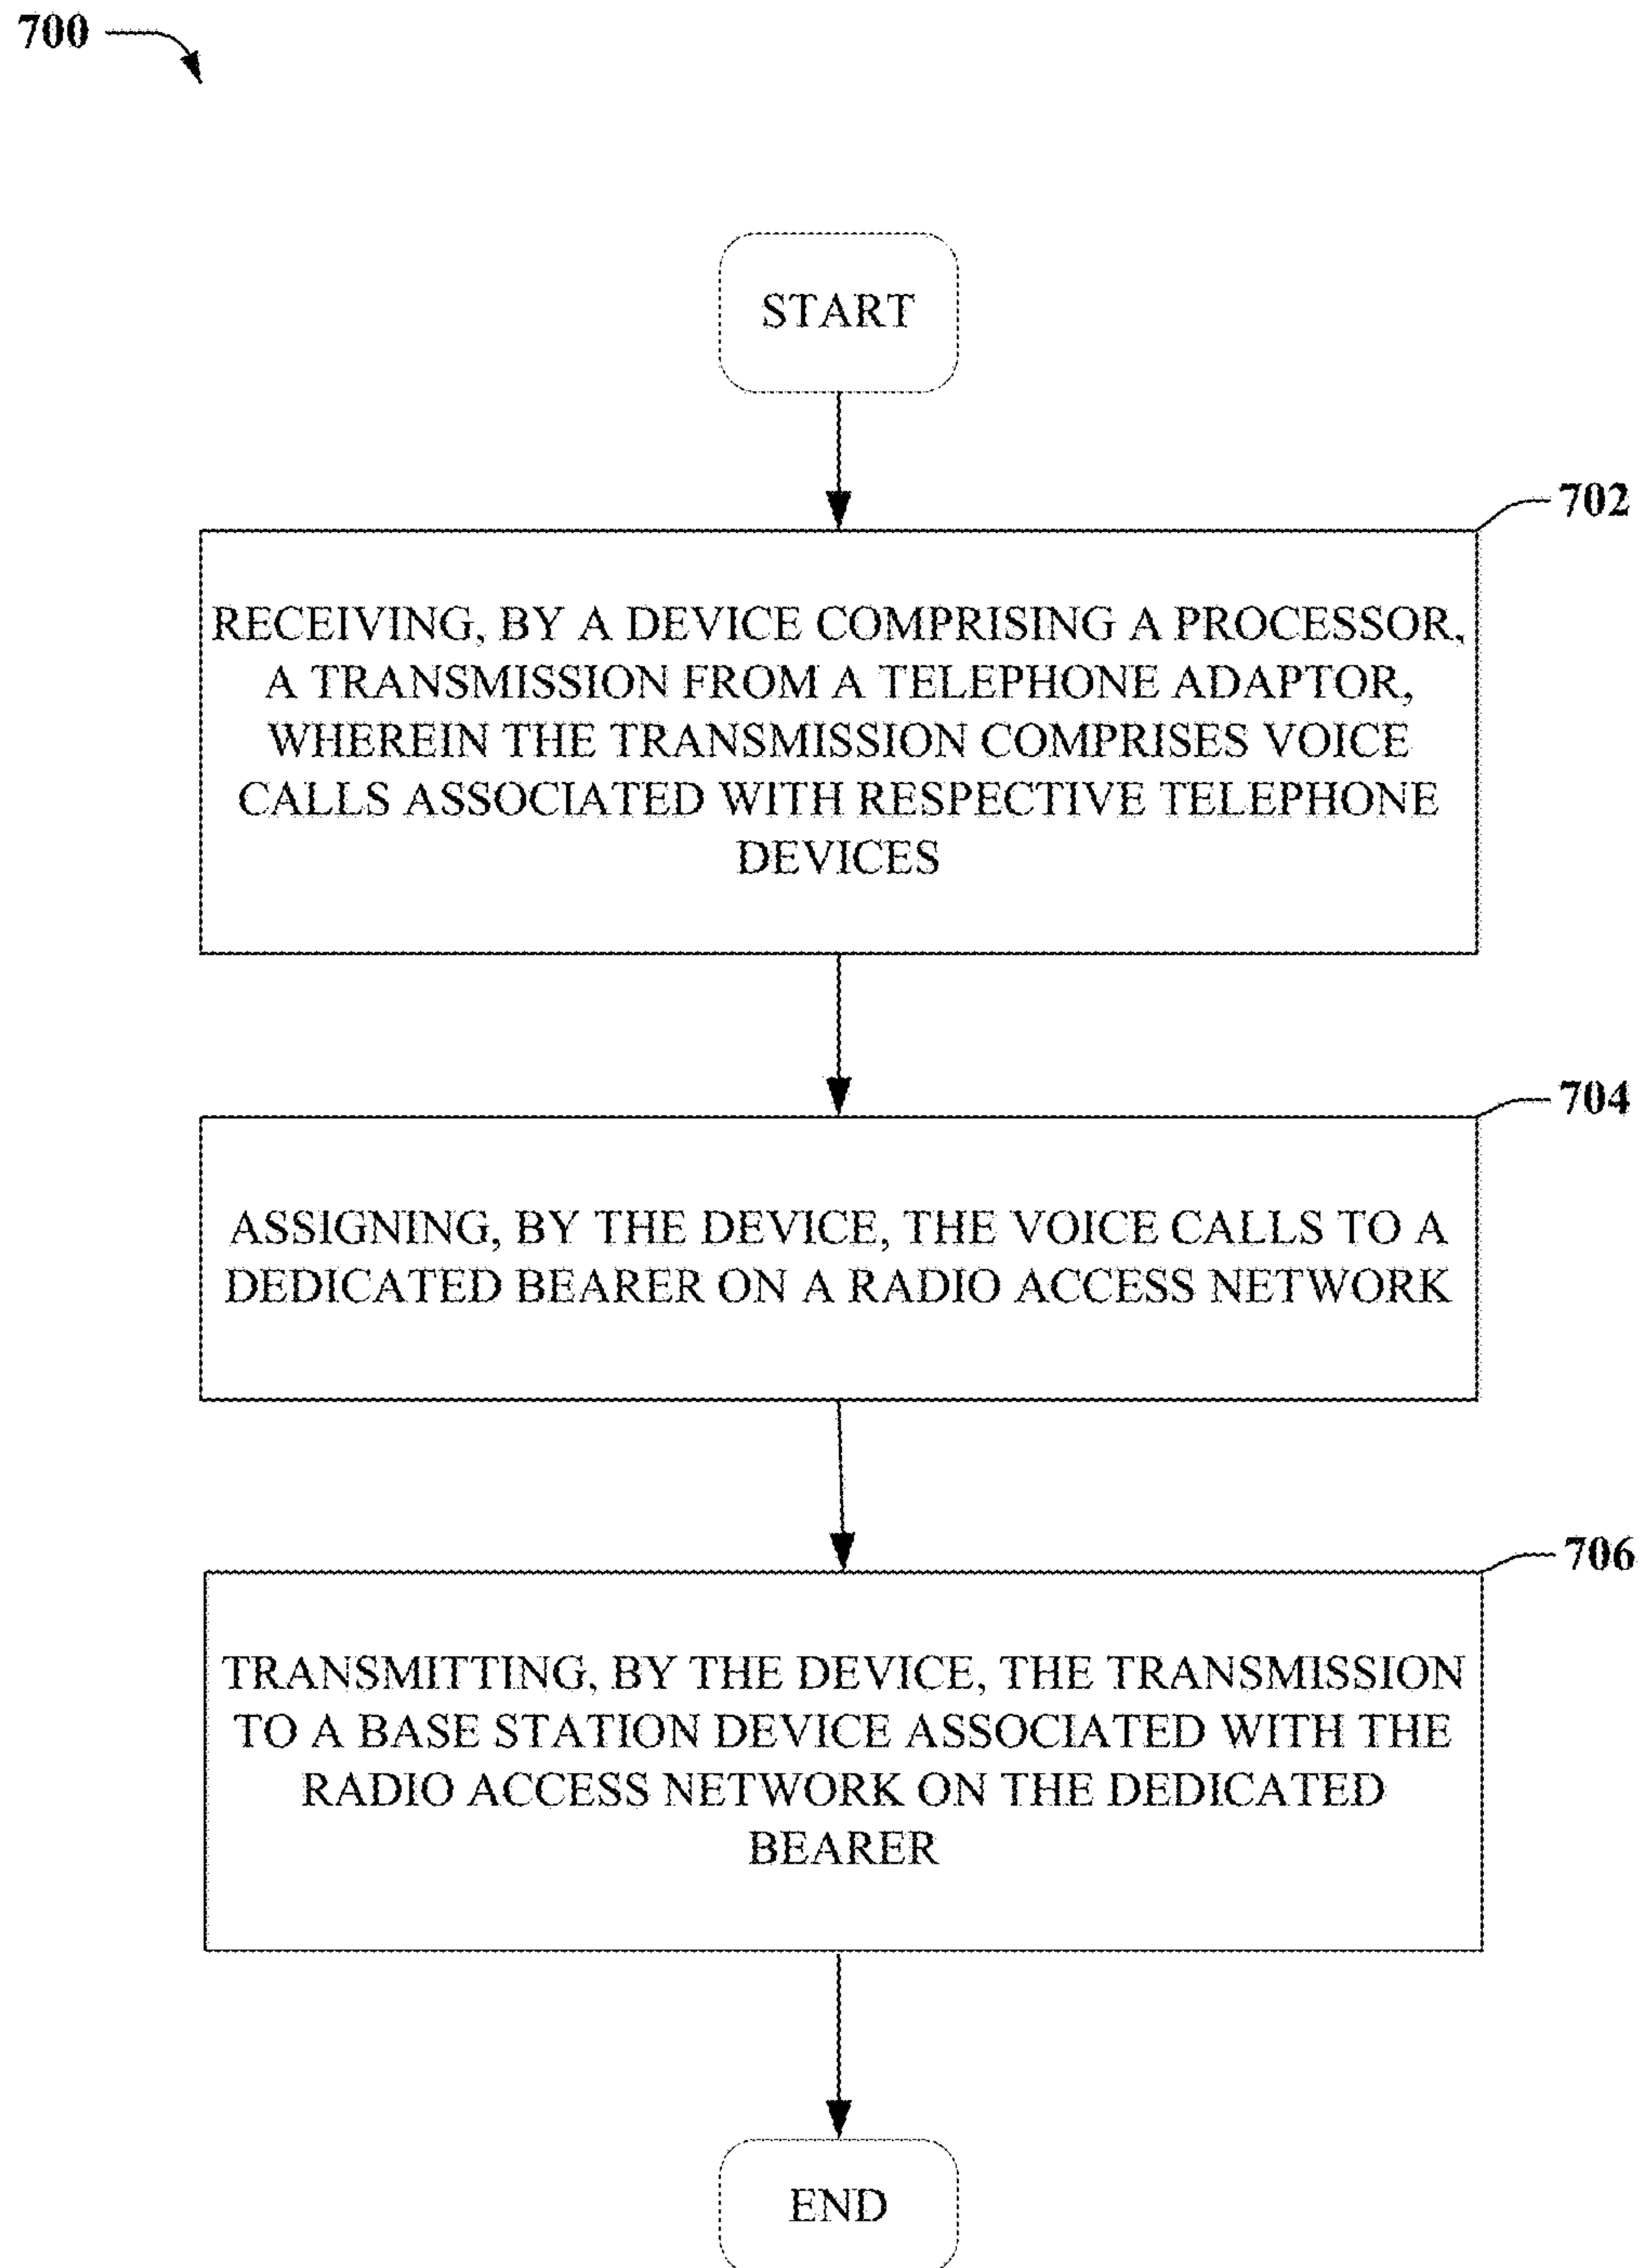 700
START
702
RECEIVING, BY A DEVICE COMPRISING A PROCESSOR,
A TRANSMISSION FROM A TELEPHONE ADAPTOR,
WHEREIN THE TRANSMISSION COMPRISES VOICE
CALLS ASSOCIATED WITH RESPECTIVE TELEPHONE
DEVICES
704
ASSIGNING, BY THE DEVICE, THE VOICE CALLS TO A
DEDICATED BEARER ON A RADIO ACCESS NETWORK
706
TRANSMITTING, BY THE DEVICE, THE TRANSMISSION
TO A BASE STATION DEVICE ASSOCIATED WITH THE
RADIO ACCESS NETWORK ON THE DEDICATED
BEARER
END